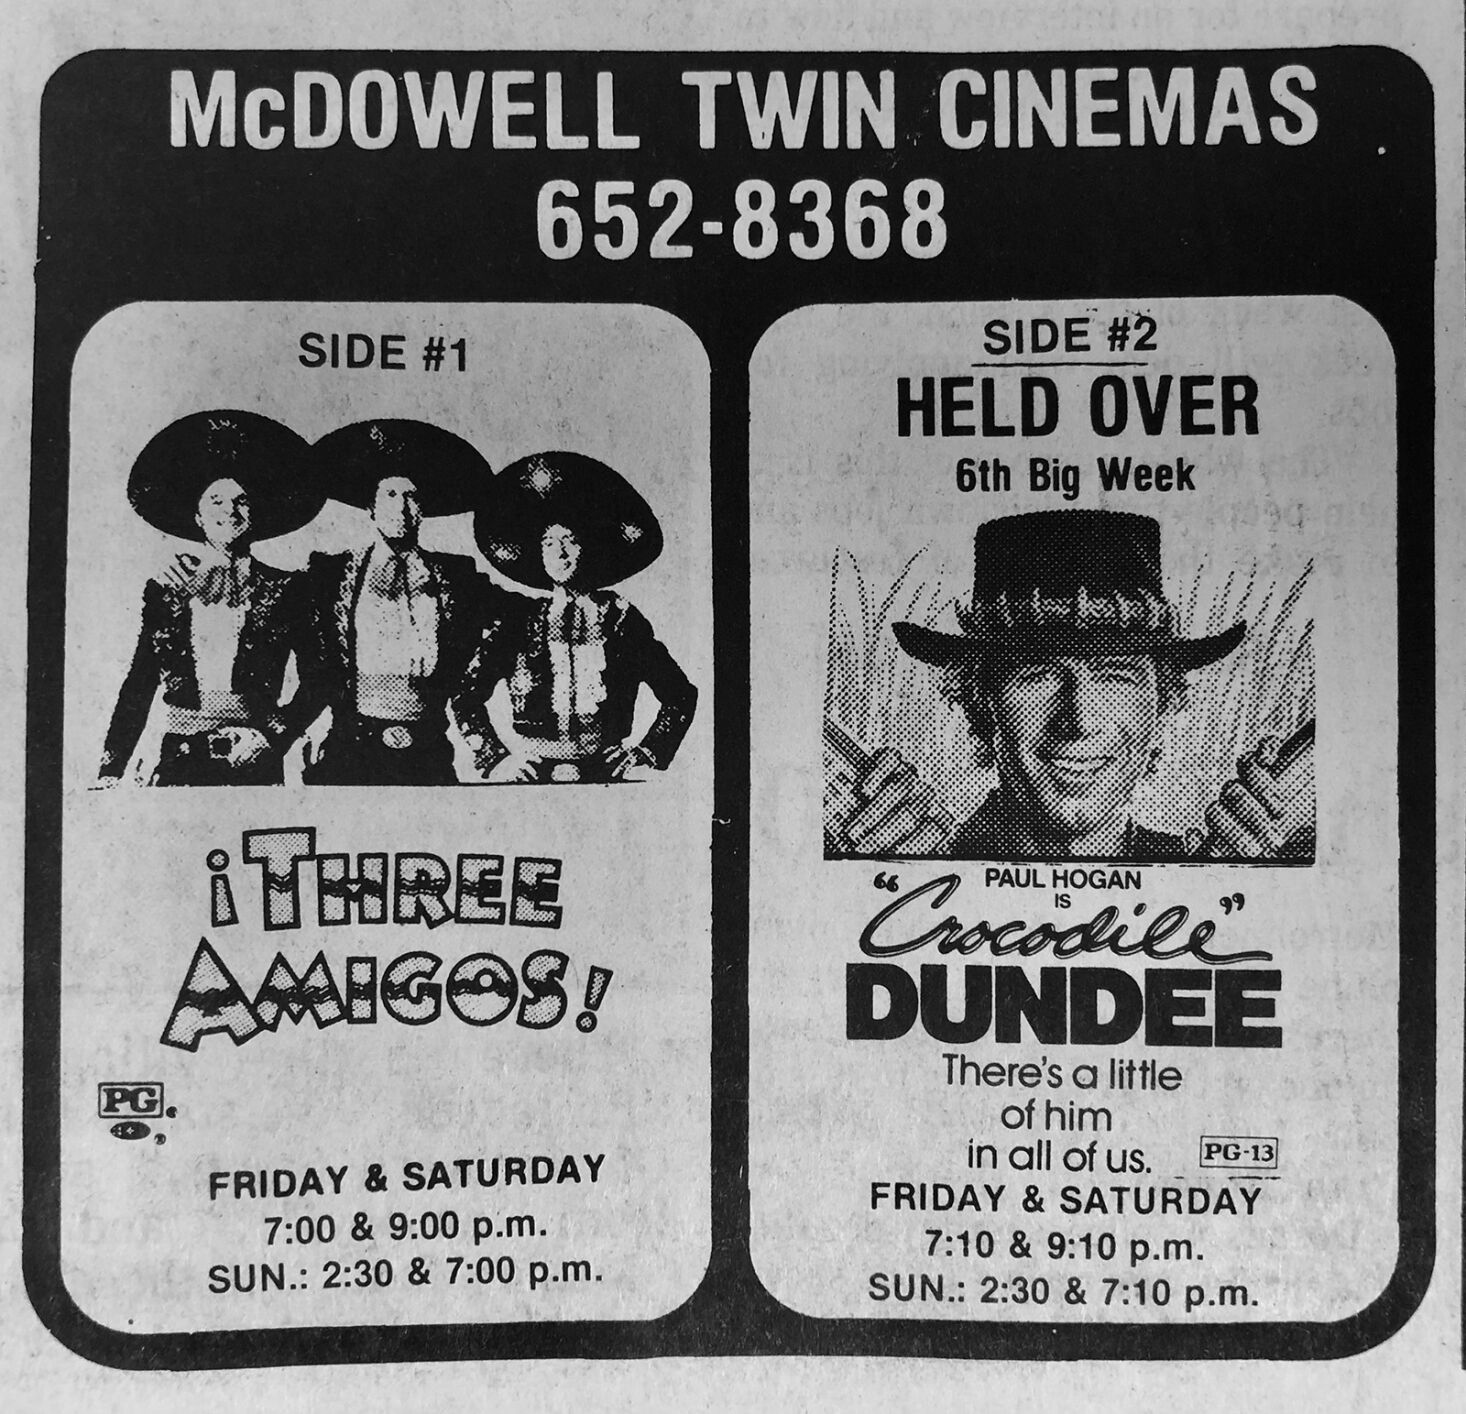 McDOWELL TWIN CINEMAS
652-8368
SIDE #1
¡THREE
AMIGOS!
PG
FRIDAY & SATURDAY
7:00 & 9:00 p.m.
SUN.: 2:30 & 7:00 p.m.
SIDE #2
HELD OVER
6th Big Week
PAUL HOGAN
IS
“Crocodile”
DUNDEE
There's a little
of him
in all of us.
PG-13
FRIDAY & SATURDAY
7:10 & 9:10 p.m.
SUN.: 2:30 & 7:10 p.m.